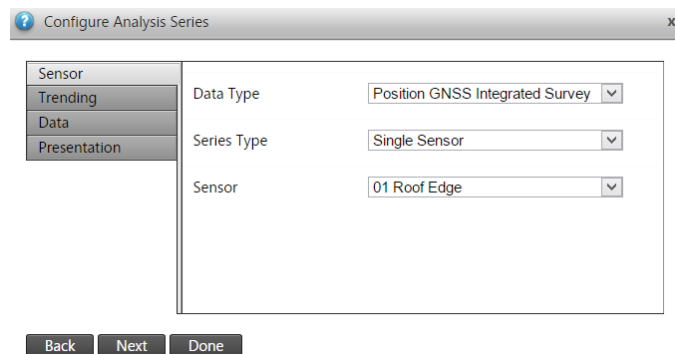 ? Configure Analysis Series x
Sensor
Trending
Data
Presentation
Data Type Position GNSS Integrated Survey
Series Type Single Sensor
Sensor 01 Roof Edge
Back Next Done